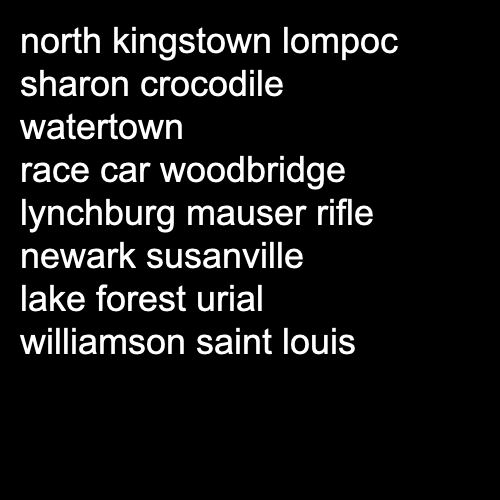 north kingstown lompoc
sharon crocodile
watertown
race car woodbridge
lynchburg mauser rifle
newark susanville
lake forest urial
williamson saint louis